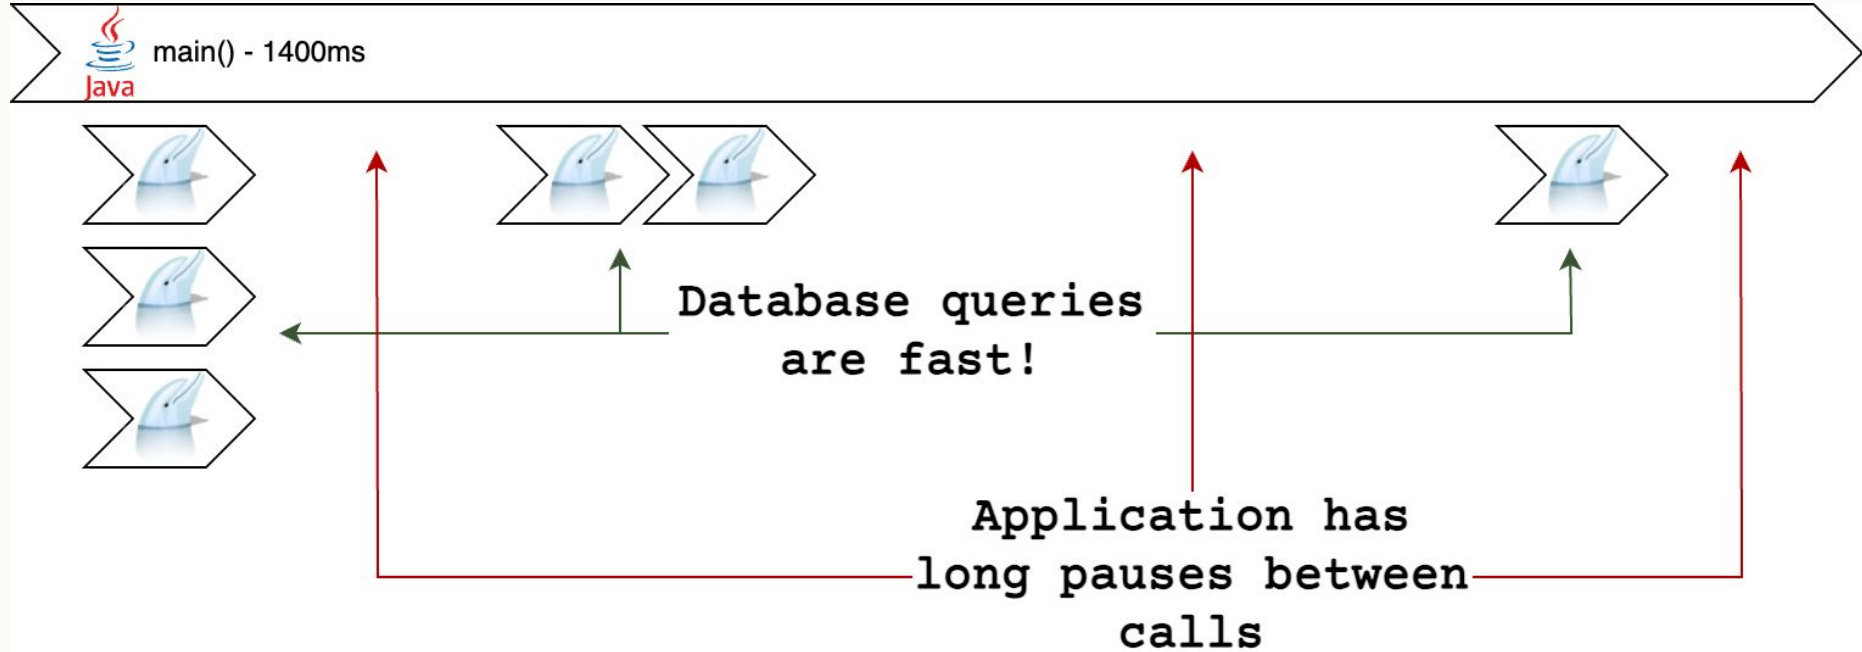 main() - 1400ms
Java
Database queries
are fast!
Application has
long pauses between
calls